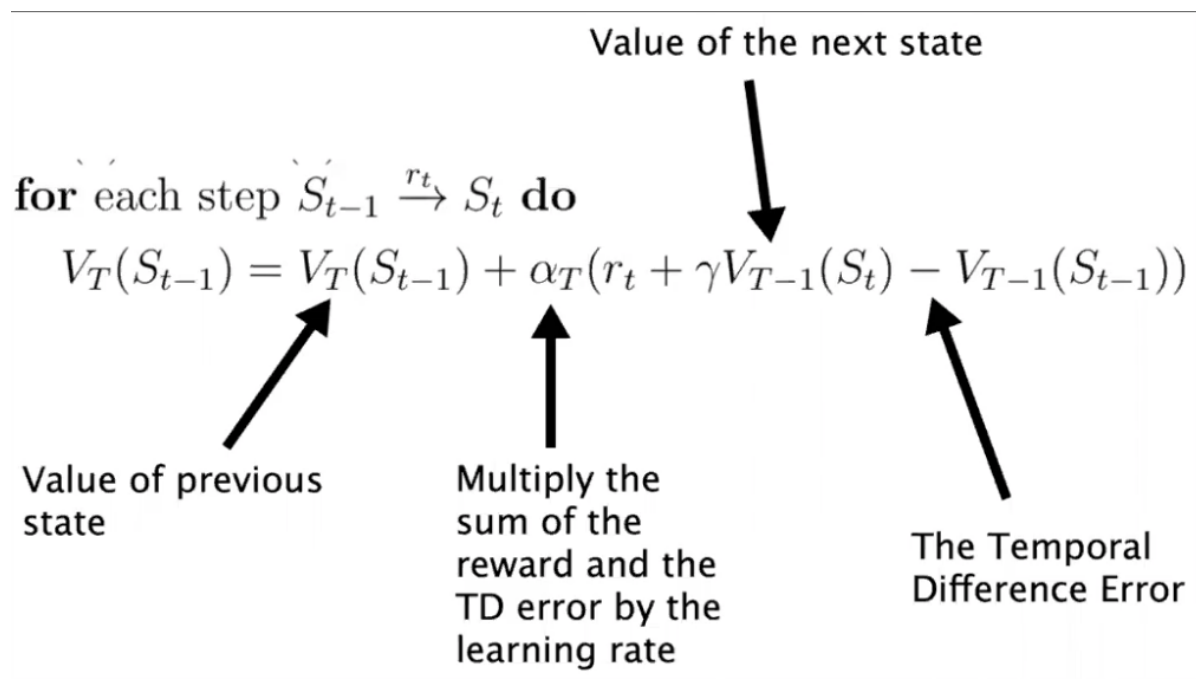 Value of the next state
for each step S_{t−1} \xrightarrow{r_t} S_t do
V_T(S_{t−1}) = V_T(S_{t−1}) + α_T(r_t + γV_{T−1}(S_t) − V_{T−1}(S_{t−1}))
Value of previous
state
Multiply the
sum of the
reward and the
TD error by the
learning rate
The Temporal
Difference Error